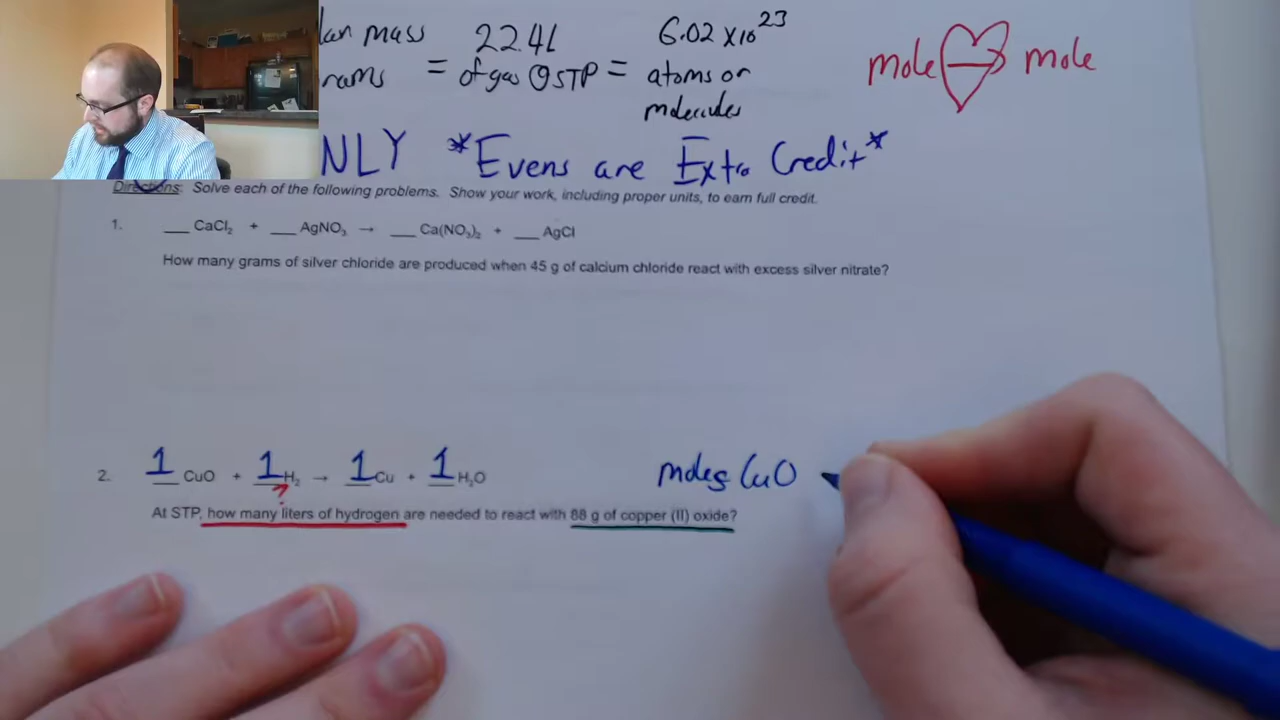 mass 22.4L 6.02 x 10^23
= of gas @ STP = atoms or
molecules
mole → mole
NLY *Evens are Extra Credit*
Directions: Solve each of the following problems. Show your work, including proper units, to earn full credit.
1. ___ CaCl₂ + ___ AgNO₃ → ___ Ca(NO₃)₂ + ___ AgCl
How many grams of silver chloride are produced when 45 g of calcium chloride react with excess silver nitrate?
2. 1 CuO + 1 H₂ → 1 Cu + 1 H₂O
moles CuO
At STP, how many liters of hydrogen are needed to react with 88 g of copper (II) oxide?